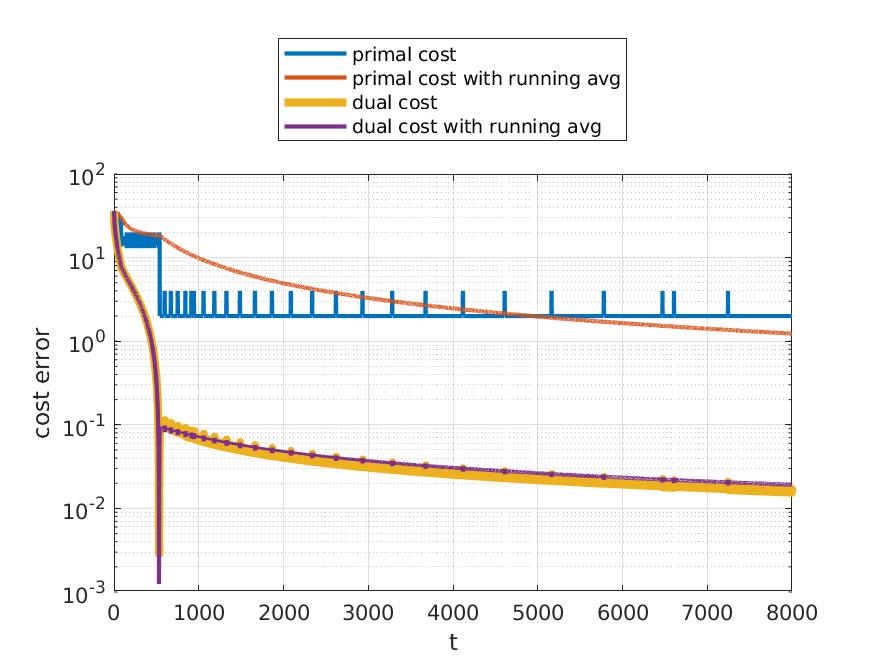 primal cost
primal cost with running avg
dual cost
dual cost with running avg
10^2
10^1
10^0
10^-1
10^-2
10^-3
cost error
0 1000 2000 3000 4000 5000 6000 7000 8000
t